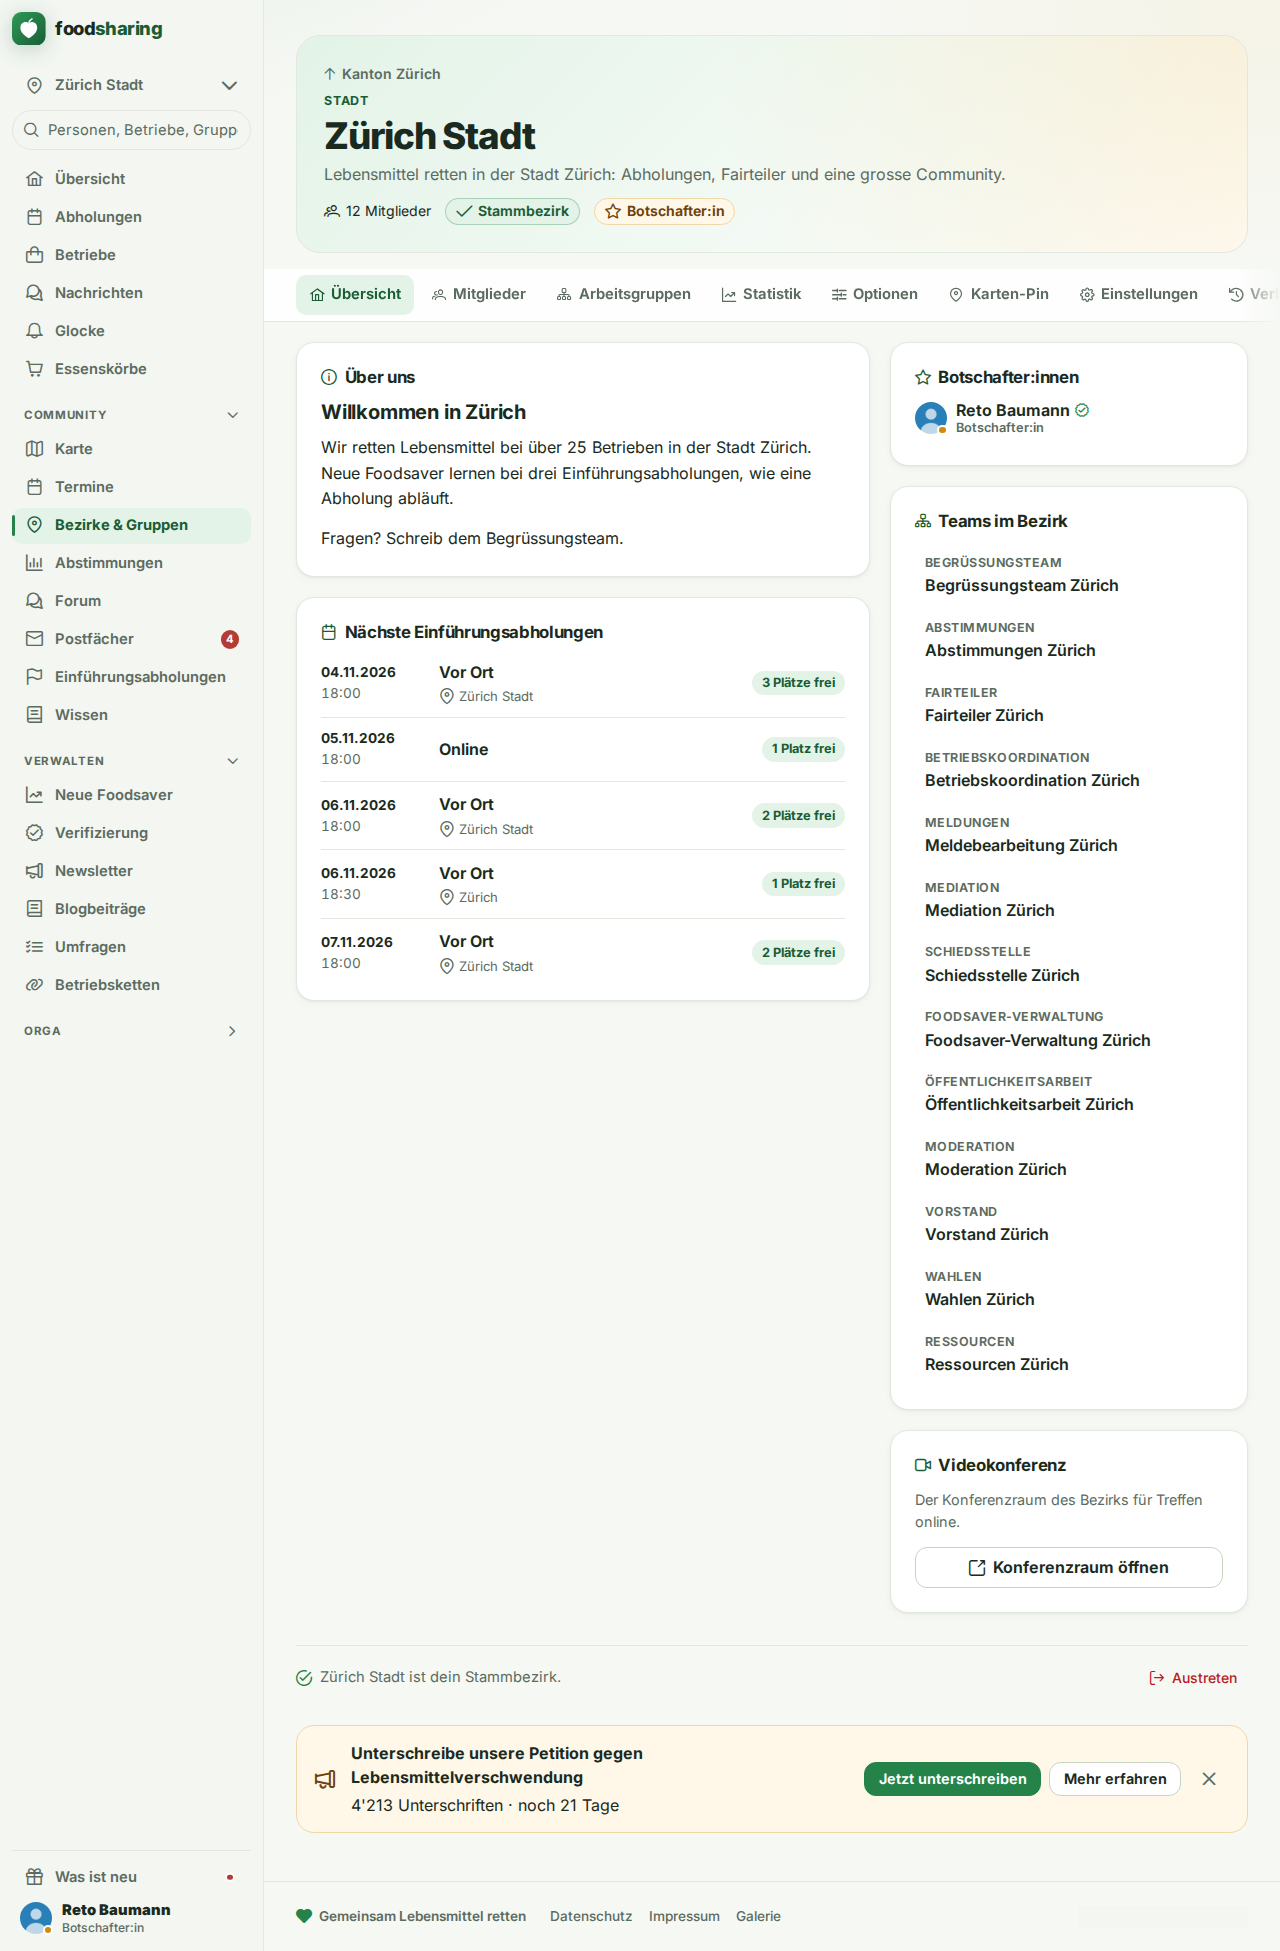 foodsharing
Zürich Stadt
Personen, Betriebe, Grupp
Übersicht
Abholungen
Betriebe
Nachrichten
Glocke
Essenskörbe
COMMUNITY
Karte
Termine
Bezirke & Gruppen
Abstimmungen
Forum
Postfächer 4
Einführungsabholungen
Wissen
VERWALTEN
Neue Foodsaver
Verifizierung
Newsletter
Blogbeiträge
Umfragen
Betriebsketten
ORGA
Was ist neu
Reto Baumann
Botschafter:in
Kanton Zürich
STADT
Zürich Stadt
Lebensmittel retten in der Stadt Zürich: Abholungen, Fairteiler und eine grosse Community.
12 Mitglieder Stammbezirk Botschafter:in
Übersicht Mitglieder Arbeitsgruppen Statistik Optionen Karten-Pin Einstellungen
Über uns
Willkommen in Zürich
Wir retten Lebensmittel bei über 25 Betrieben in der Stadt Zürich.
Neue Foodsaver lernen bei drei Einführungsabholungen, wie eine
Abholung abläuft.
Fragen? Schreib dem Begrüssungsteam.
Nächste Einführungsabholungen
04.11.2026 Vor Ort 3 Plätze frei
18:00 Zürich Stadt
05.11.2026 Online 1 Platz frei
18:00
06.11.2026 Vor Ort 2 Plätze frei
18:00 Zürich Stadt
06.11.2026 Vor Ort 1 Platz frei
18:30 Zürich
07.11.2026 Vor Ort 2 Plätze frei
18:00 Zürich Stadt
Botschafter:innen
Reto Baumann
Botschafter:in
Teams im Bezirk
BEGRÜSSUNGSTEAM
Begrüssungsteam Zürich
ABSTIMMUNGEN
Abstimmungen Zürich
FAIRTEILER
Fairteiler Zürich
BETRIEBSKOORDINATION
Betriebskoordination Zürich
MELDUNGEN
Meldebearbeitung Zürich
MEDIATION
Mediation Zürich
SCHIEDSSTELLE
Schiedsstelle Zürich
FOODSAVER-VERWALTUNG
Foodsaver-Verwaltung Zürich
ÖFFENTLICHKEITSARBEIT
Öffentlichkeitsarbeit Zürich
MODERATION
Moderation Zürich
VORSTAND
Vorstand Zürich
WAHLEN
Wahlen Zürich
RESSOURCEN
Ressourcen Zürich
Videokonferenz
Der Konferenzraum des Bezirks für Treffen
online.
Konferenzraum öffnen
Zürich Stadt ist dein Stammbezirk.
Austreten
Unterschreibe unsere Petition gegen
Lebensmittelverschwendung
4'213 Unterschriften · noch 21 Tage
Jetzt unterschreiben Mehr erfahren
Gemeinsam Lebensmittel retten Datenschutz Impressum Galerie